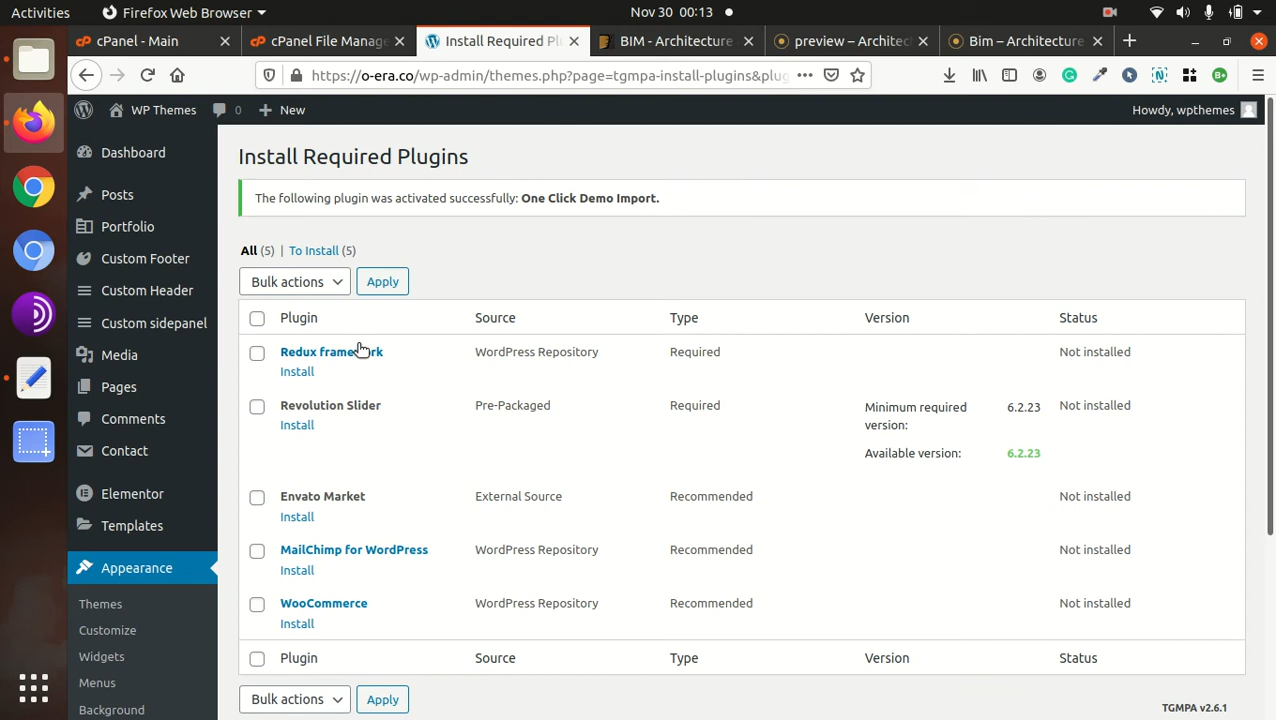 Activities
Firefox Web Browser
Nov 30 00:13
cPanel - Main
cPanel File Manage
Install Required Pl
BIM - Architecture
preview – Architec
Bim – Architecture
https://o-era.co/wp-admin/themes.php?page=tgmpa-install-plugins&plug
WP Themes
0
New
Howdy, wpthemes
Dashboard
Posts
Portfolio
Custom Footer
Custom Header
Custom sidepanel
Media
Pages
Comments
Contact
Elementor
Templates
Appearance
Themes
Customize
Widgets
Menus
Background
Install Required Plugins
The following plugin was activated successfully: One Click Demo Import.
All (5) | To Install (5)
Bulk actions
Apply
Plugin Source Type Version Status
Redux framework WordPress Repository Required Not installed
Install
Revolution Slider Pre-Packaged Required Minimum required version: 6.2.23 Not installed
Install
Available version: 6.2.23
Envato Market External Source Recommended Not installed
Install
MailChimp for WordPress WordPress Repository Recommended Not installed
Install
WooCommerce WordPress Repository Recommended Not installed
Install
Plugin Source Type Version Status
Bulk actions
Apply
TGMPA v2.6.1